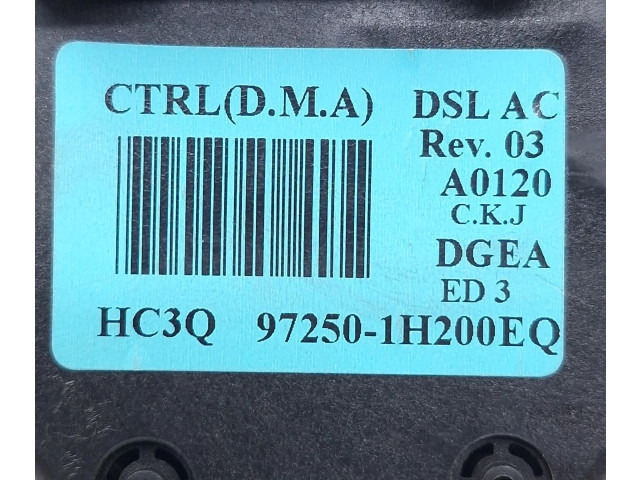 CTRL(D.M.A) DSL AC
Rev. 03
A0120
C.K.J
DGEA
ED 3
HC3Q 97250-1H200EQ